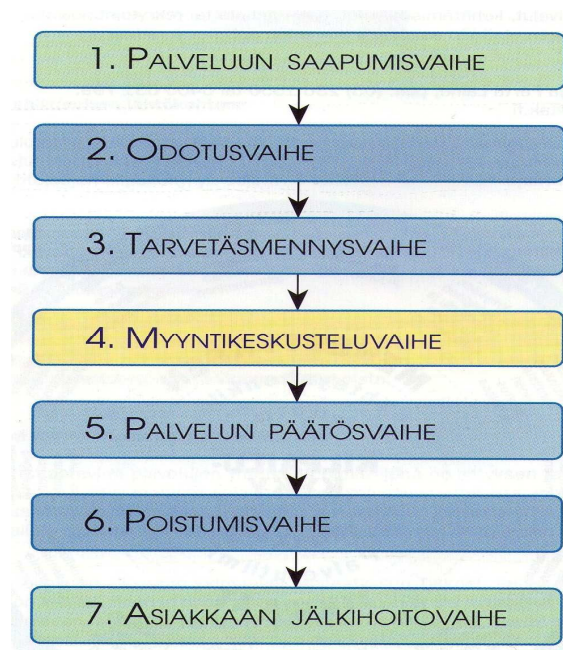 1. PALVELUUN SAAPUMISVAIHE
2. ODOTUSVAIHE
3. TARVETÄSMENNYSVAIHE
4. MYYNTIKESKUSTELUVAIHE
5. PALVELUN PÄÄTÖSVAIHE
6. POISTUMISVAIHE
7. ASIAKKAAN JÄLKIHOITOVAIHE